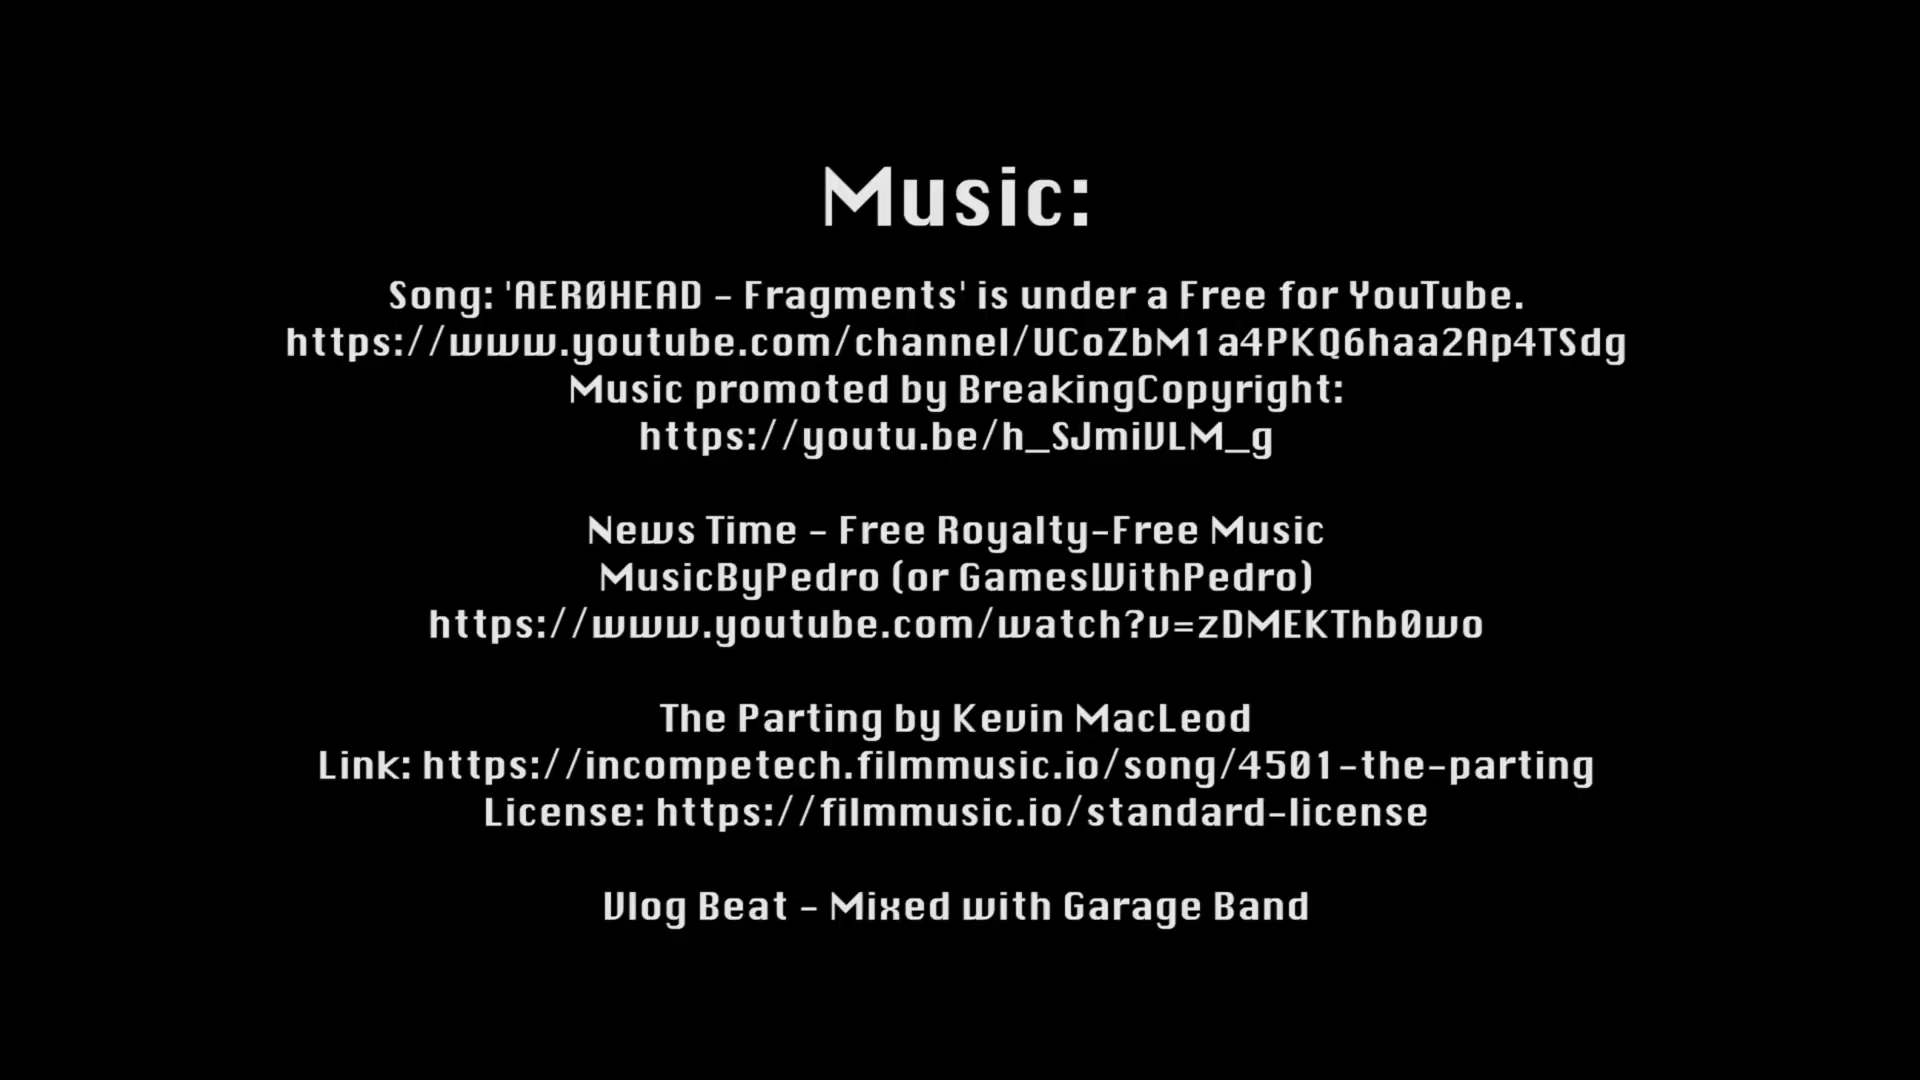 Music:
Song: 'AERØHEAD - Fragments' is under a Free for YouTube.
https://www.youtube.com/channel/UCoZbM1a4PKQ6haa2Ap4TSdg
Music promoted by BreakingCopyright:
https://youtu.be/h_SJmiVLM_g
News Time - Free Royalty-Free Music
MusicByPedro (or GamesWithPedro)
https://www.youtube.com/watch?v=zDMEKThb0wo
The Parting by Kevin MacLeod
Link: https://incompetech.filmmusic.io/song/4501-the-parting
License: https://filmmusic.io/standard-license
Vlog Beat - Mixed with Garage Band